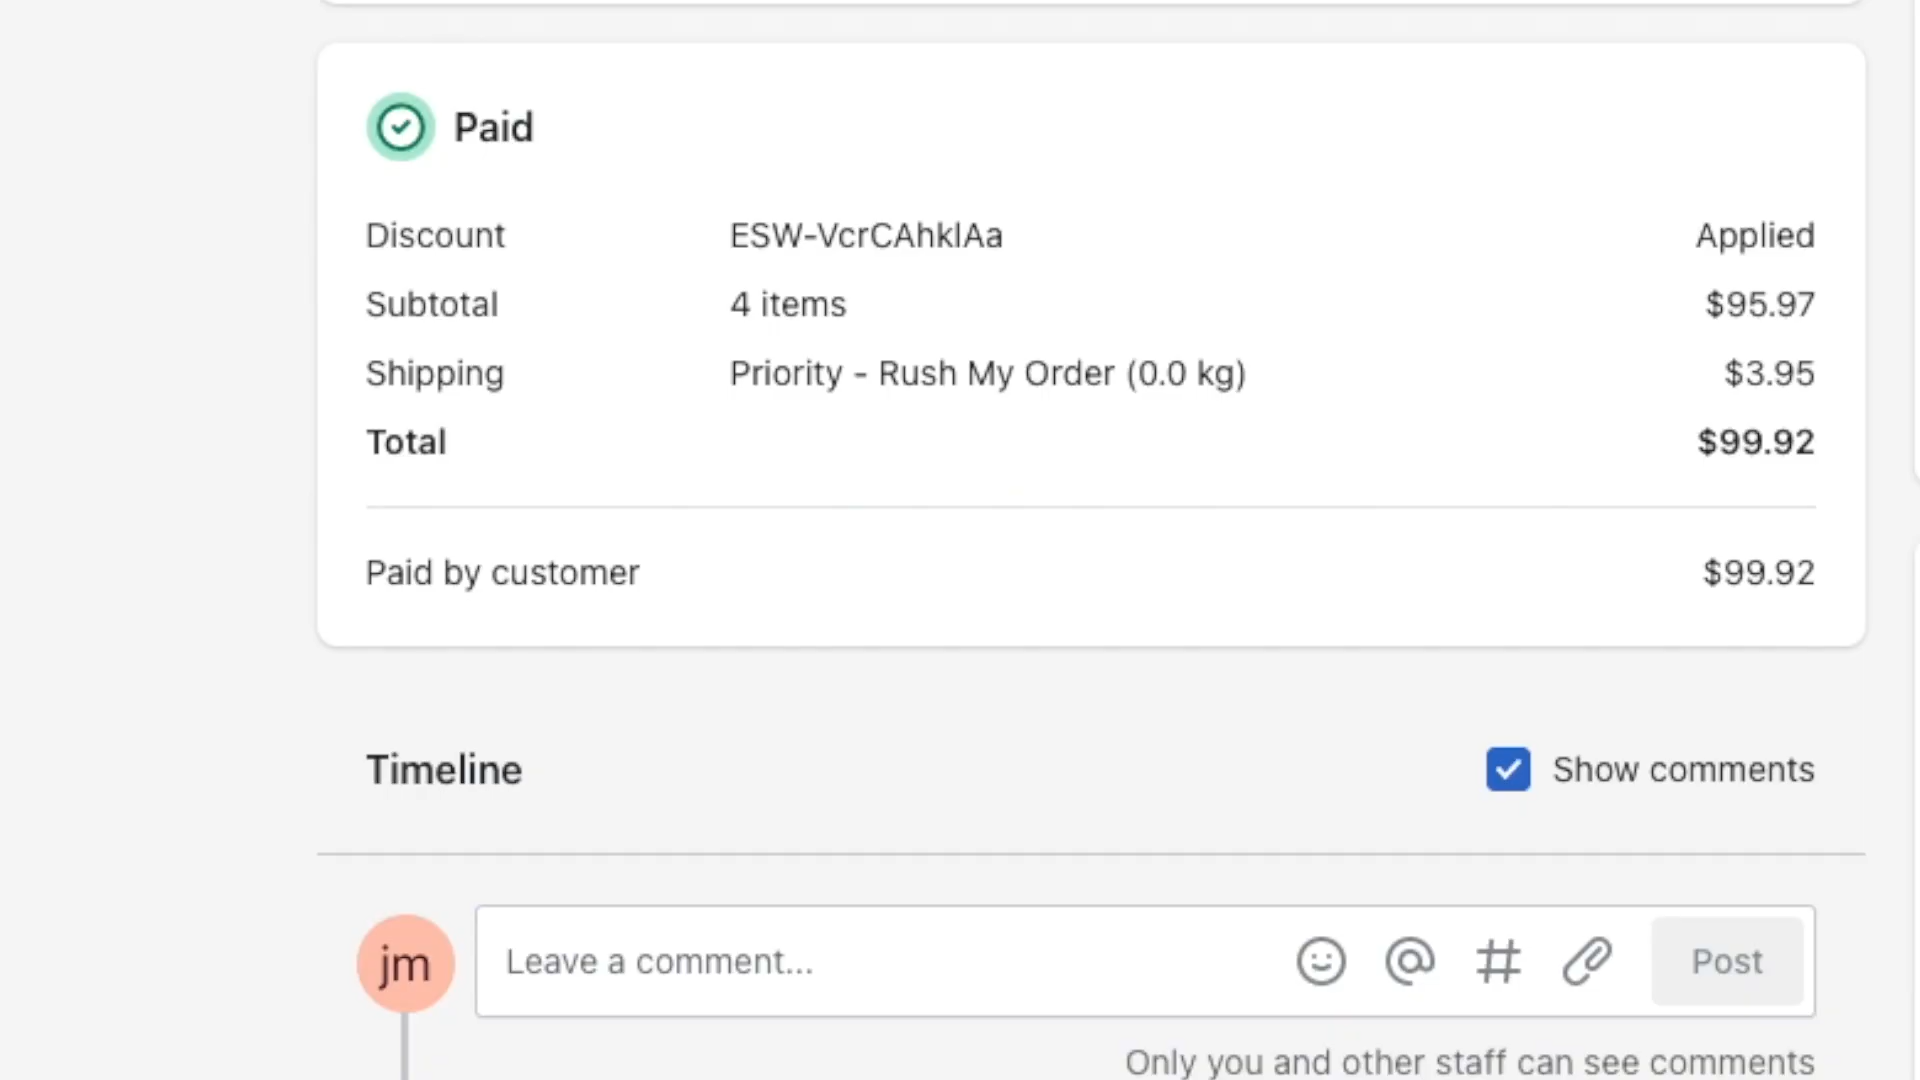 Paid
Discount ESW-VcrCAhklAa Applied
Subtotal 4 items $95.97
Shipping Priority - Rush My Order (0.0 kg) $3.95
Total $99.92
Paid by customer $99.92
Timeline Show comments
jm Leave a comment... Post
Only you and other staff can see comments